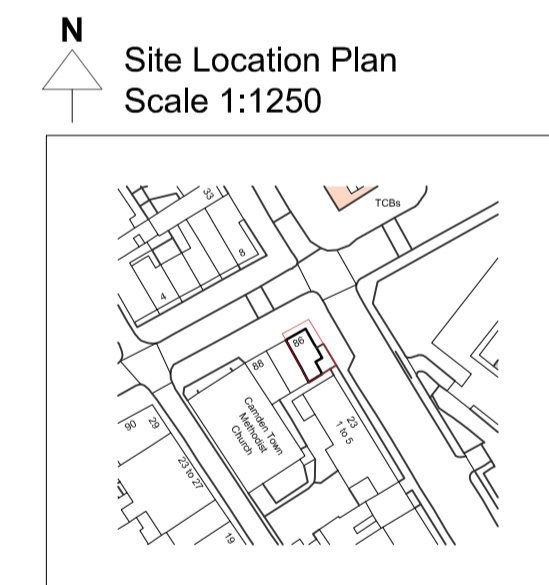 N
Site Location Plan
Scale 1:1250
33
TCBs
8
4
86
88
Camden Town
Methodist
Church
23
1 to 5
90
29
23 to 27
19